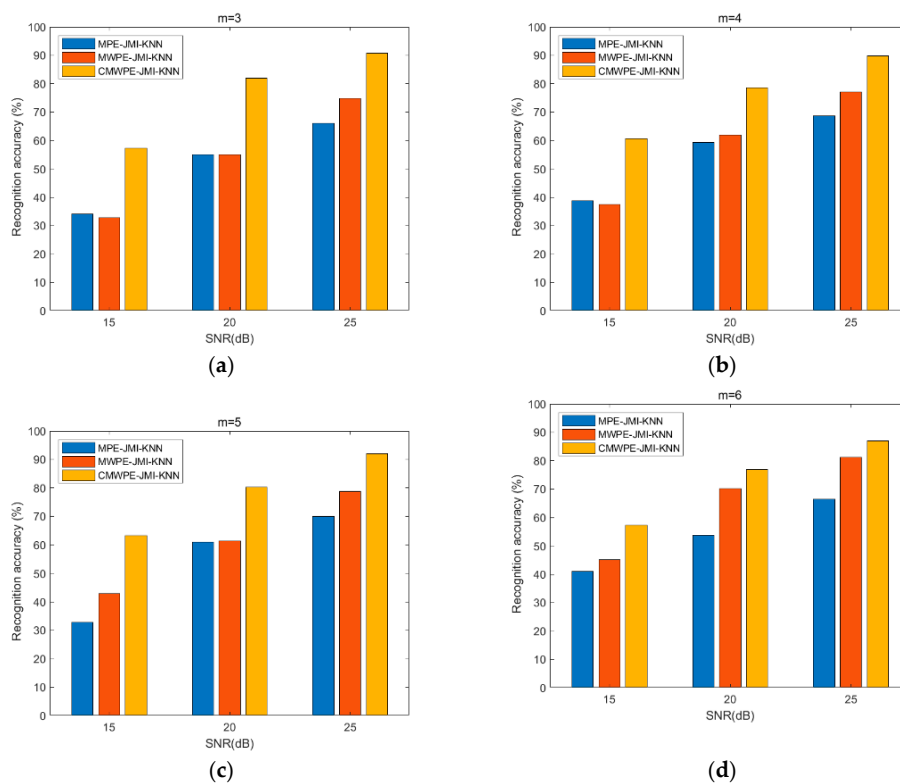 m=3
100
90
80
70
60
50
40
30
20
10
0
Recognition accuracy (%)
MPE-JMI-KNN
MWPE-JMI-KNN
CMWPE-JMI-KNN
15 20 25
SNR(dB)
(a)
m=4
100
90
80
70
60
50
40
30
20
10
0
Recognition accuracy (%)
MPE-JMI-KNN
MWPE-JMI-KNN
CMWPE-JMI-KNN
15 20 25
SNR(dB)
(b)
m=5
100
90
80
70
60
50
40
30
20
10
0
Recognition accuracy (%)
MPE-JMI-KNN
MWPE-JMI-KNN
CMWPE-JMI-KNN
15 20 25
SNR(dB)
(c)
m=6
100
90
80
70
60
50
40
30
20
10
0
Recognition accuracy (%)
MPE-JMI-KNN
MWPE-JMI-KNN
CMWPE-JMI-KNN
15 20 25
SNR(dB)
(d)